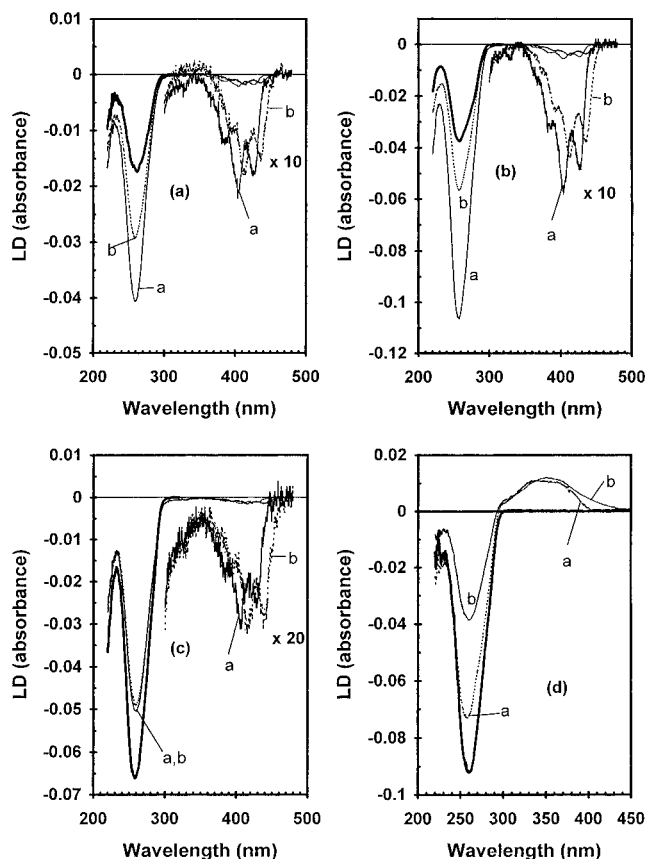 0.01
0
-0.01
-0.02
-0.03
-0.04
-0.05
LD (absorbance)
b
x 10
(a)
a
b
a
200 300 400 500
Wavelength (nm)
0.02
0
-0.02
-0.04
-0.06
-0.08
-0.1
-0.12
LD (absorbance)
b
(b)
x 10
b
a
a
200 300 400 500
Wavelength (nm)
0.01
0
-0.01
-0.02
-0.03
-0.04
-0.05
-0.06
-0.07
LD (absorbance)
b
x 20
(c)
a
a,b
200 300 400 500
Wavelength (nm)
0.02
0
-0.02
-0.04
-0.06
-0.08
-0.1
LD (absorbance)
b
a
b
(d)
a
200 250 300 350 400 450
Wavelength (nm)